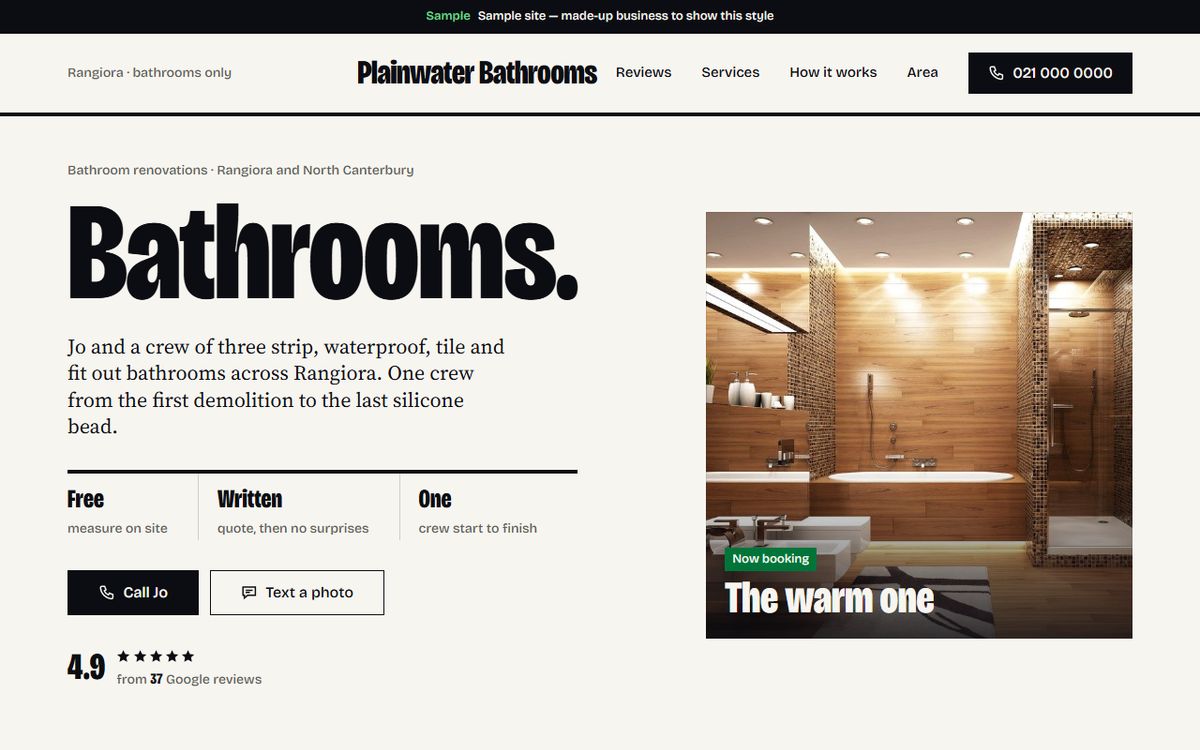 Sample Sample site — made-up business to show this style
Rangiora · bathrooms only
Plainwater Bathrooms
Reviews
Services
How it works
Area
021 000 0000
Bathroom renovations · Rangiora and North Canterbury
Bathrooms.
Jo and a crew of three strip, waterproof, tile and
fit out bathrooms across Rangiora. One crew
from the first demolition to the last silicone
bead.
Free
measure on site
Written
quote, then no surprises
One
crew start to finish
Call Jo
Text a photo
4.9
from 37 Google reviews
Now booking
The warm one